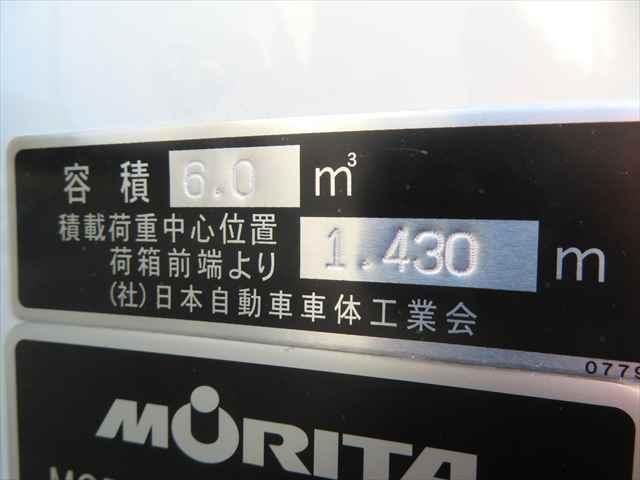 容積 6.0 m³
積載荷重中心位置
荷箱前端より 1.430 m
(社)日本自動車車体工業会
0779
MORITA